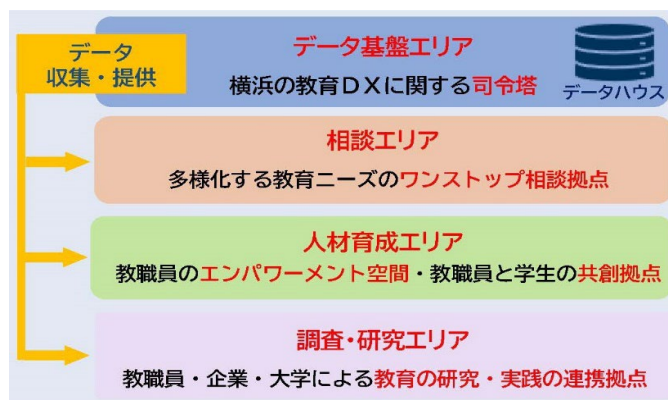 データ
収集・提供
データ基盤エリア
横浜の教育DXに関する司令塔
データハウス
相談エリア
多様化する教育ニーズのワンストップ相談拠点
人材育成エリア
教職員のエンパワーメント空間・教職員と学生の共創拠点
調査・研究エリア
教職員・企業・大学による教育の研究・実践の連携拠点